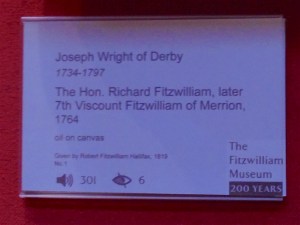 Joseph Wright of Derby
1734-1797
The Hon. Richard Fitzwilliam, later
7th Viscount Fitzwilliam of Merrion,
1764
oil on canvas
Given by Robert Fitzwilliam Halifax, 1819
No. 1
301 6
The
Fitzwilliam
Museum
200 YEARS